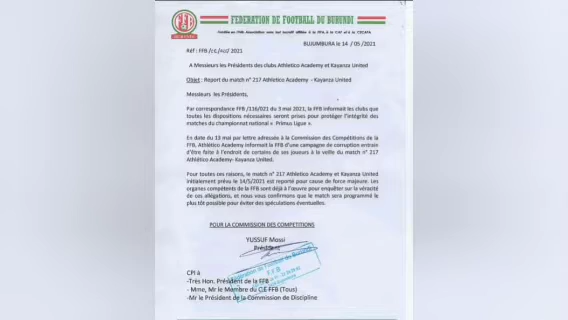 FEDERATION DE FOOTBALL DU BURUNDI
BUJUMBURA le 14 / 05 /2021
Réf : FFB / 2021
A Messieurs les Présidents des clubs Athletico Academy et Kayanza United
Objet : Report du match n° 217 Athletico Academy - Kayanza United
Messieurs les Présidents,
Par correspondance FFB /116/021 du 3 mai 2021, la FFB informait les clubs que
toutes les dispositions nécessaires seront prises pour protéger l'intégrité des
matches du championnat national « Primus Ligue ».
En date du 13 mai par lettre adressée à la Commission des Compétitions de la
FFB, Athlético Academy informait la FFB d'une campagne de corruption entrain
d'être faite à l'endroit de certains de ses joueurs à la veille du match n° 217
Athlético Academy- Kayanza United.
Pour toutes ses raisons, le match n° 217 Athletico Academy et Kayanza United
initialement prévu le 14/5/2021 est reporté pour cause de force majeure. Les
organes compétents de la FFB sont déjà à l'œuvre pour enquêter sur la véracité
de ces allégations, et nous vous confirmons que le match sera programmé le
plus tôt possible pour éviter des spéculations éventuelles.
POUR LA COMMISSION DES COMPETITIONS
YUSSUF Mossi
Président
CPI à
-Très Hon. Président de la FFB
- Mme, Mr le Membre du C.E FFB (Tous)
-Mr le Président de la Commission de Discipline